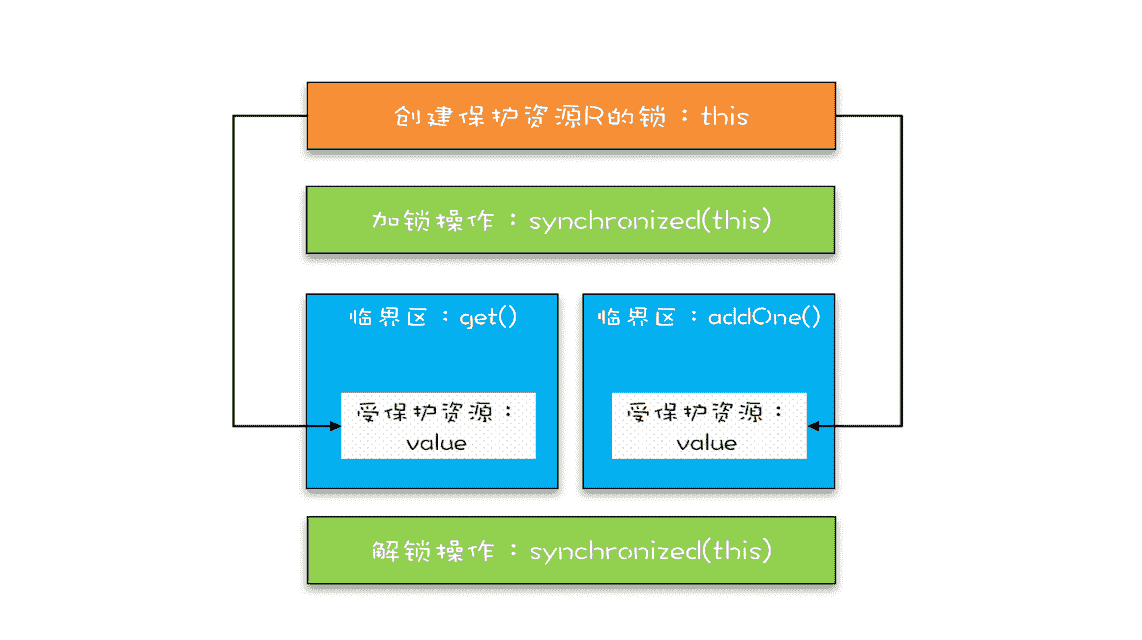 创建保护资源R的锁：this
加锁操作：synchronized(this)
临界区：get()
受保护资源：
value
临界区：addOne()
受保护资源：
value
解锁操作：synchronized(this)